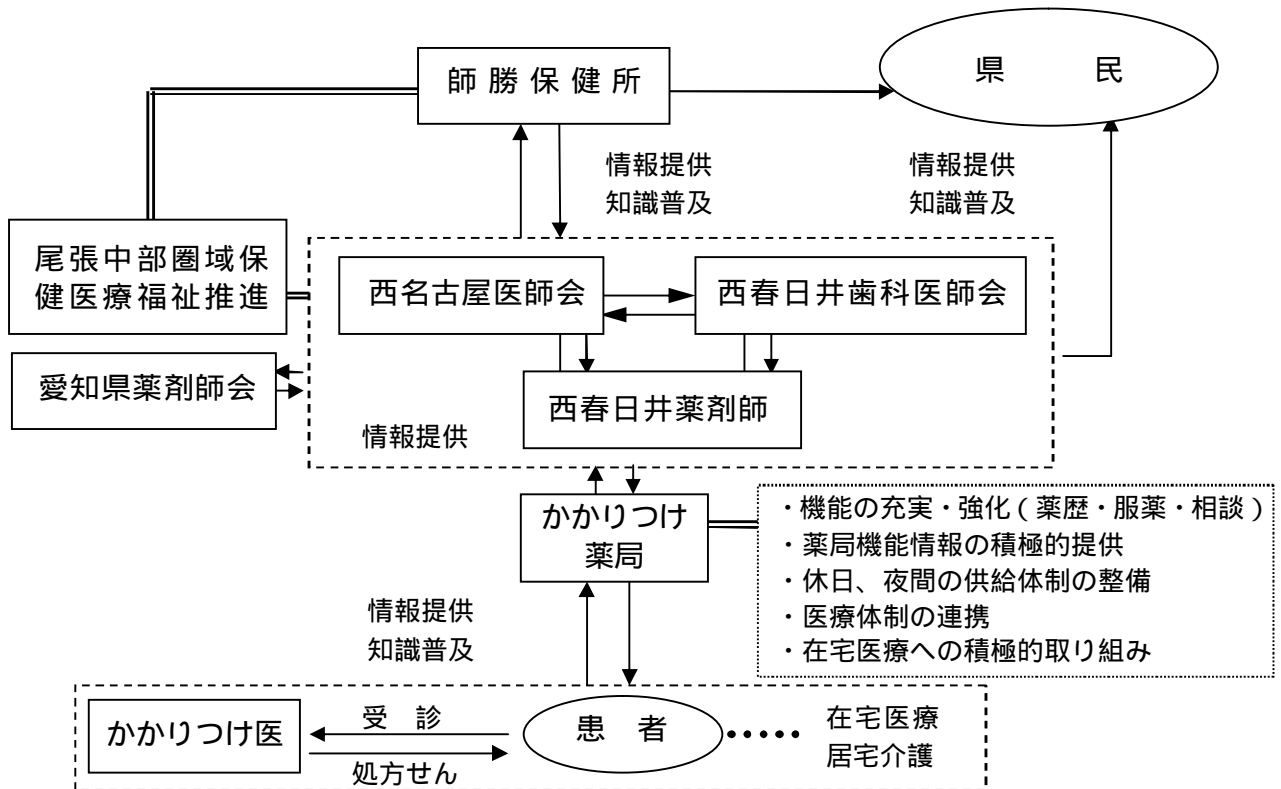 師勝保健所
県　民
情報提供
知識普及
情報提供
知識普及
尾張中部圏域保
健医療福祉推進
西名古屋医師会
西春日井歯科医師会
愛知県薬剤師会
西春日井薬剤師
情報提供
かかりつけ
薬局
・機能の充実・強化（薬歴・服薬・相談）
・薬局機能情報の積極的提供
・休日、夜間の供給体制の整備
・医療体制の連携
・在宅医療への積極的取り組み
情報提供
知識普及
かかりつけ医
受　診
処方せん
患　者
在宅医療
居宅介護